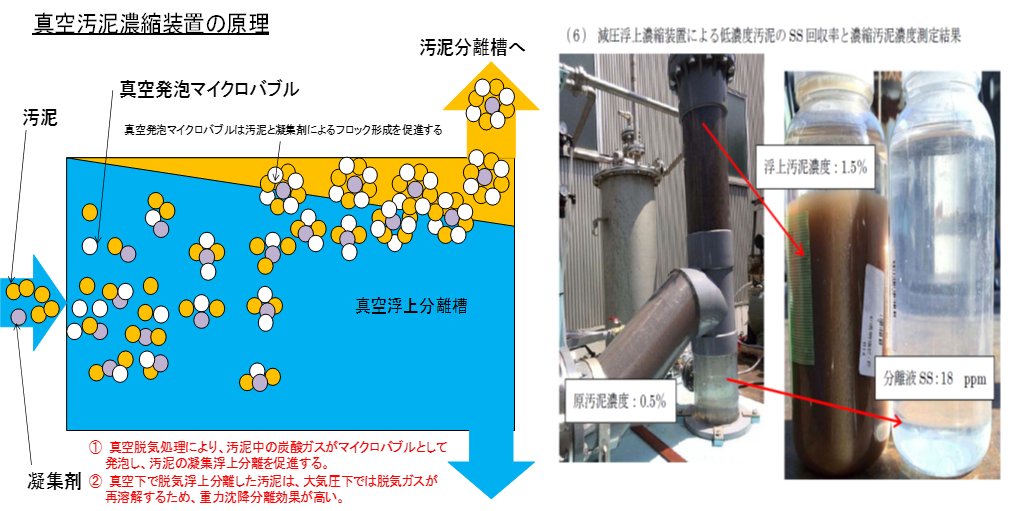 真空汚泥濃縮装置の原理
汚泥分離槽へ
真空発泡マイクロバブル
真空発泡マイクロバブルは汚泥と凝集剤によるフロック形成を促進する
汚泥
真空浮上分離槽
凝集剤
① 真空脱気処理により、汚泥中の炭酸ガスがマイクロバブルとして
発泡し、汚泥の凝集浮上分離を促進する。
② 真空下で脱気浮上分離した汚泥は、大気圧下では脱気ガスが
再溶解するため、重力沈降分離効果が高い。
(6) 減圧浮上濃縮装置による低濃度汚泥の SS 回収率と濃縮汚泥濃度測定結果
浮上汚泥濃度:1.5%
原汚泥濃度:0.5%
分離液 SS:18 ppm